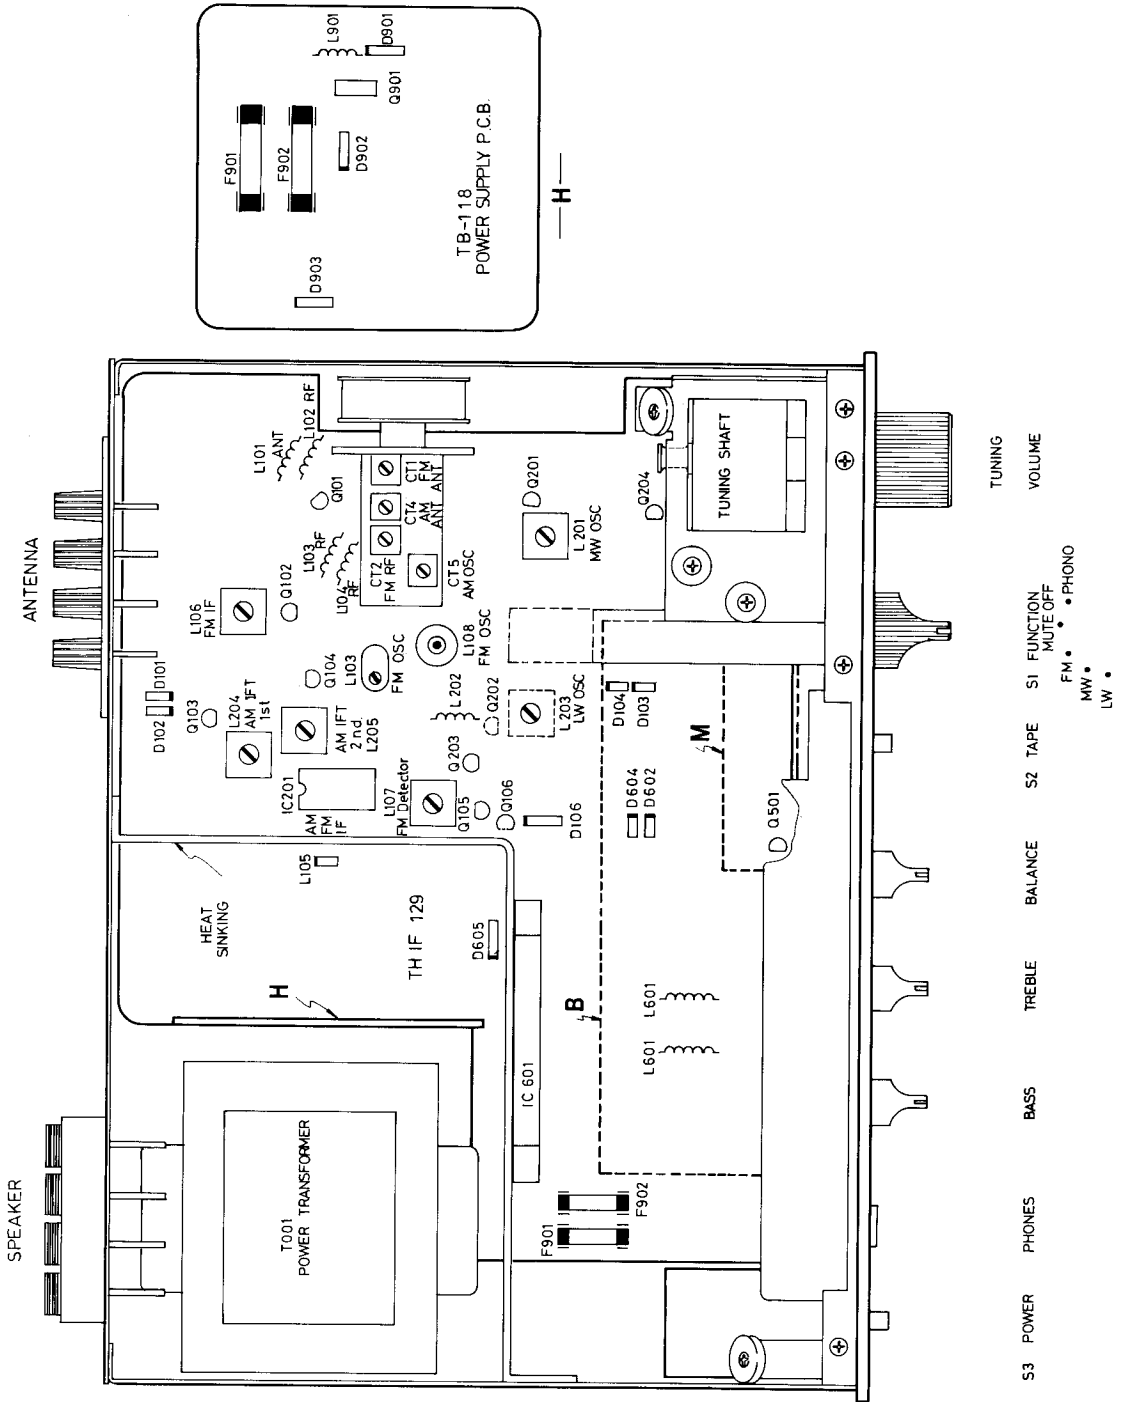 SPEAKER
ANTENNA
T001
POWER TRANSFORMER
H
HEAT
SINKING
TH IF 129
L105
D605
IC 601
AM
FM
IF
IC201
D102
D101
Q103
L204
AM IFT
1st
AM IFT
2 n.d.
L205
L107
FM Detector
Q104
L106
FM IF
Q102
L103
FM OSC
L103 RF
L104
RF
Q101
L101
ANT
L102 RF
CT2
FM RF
CT4
AM
ANT
CT1
FM
ANT
CT5
AM OSC
L108
FM OSC
L202
Q202
Q203
Q105
Q106
D106
L203
LW OSC
L201
MW OSC
Q201
Q204
TUNING SHAFT
D104
D103
D604
D602
M
B
Q501
L601
L601
F901
F902
S3 POWER
PHONES
BASS
TREBLE
BALANCE
S2 TAPE
S1 FUNCTION
MUTE OFF
FM •
•
• PHONO
MW •
LW •
TUNING
VOLUME
F901
F902
L901
D901
Q901
D902
D903
TB-118
POWER SUPPLY P.C.B.
H